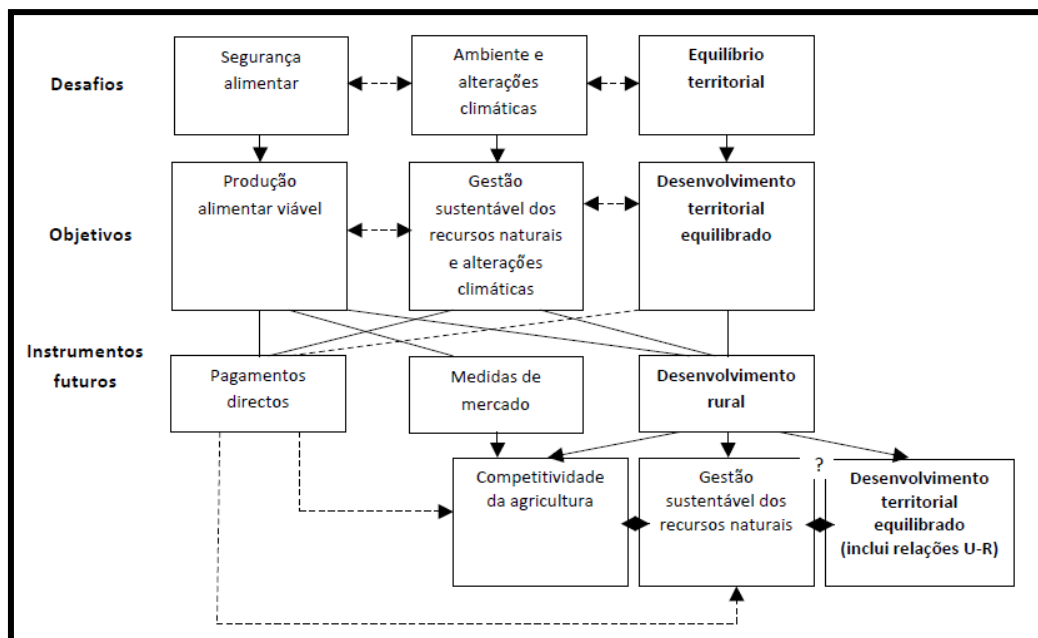 Desafios
Segurança
alimentar
Ambiente e
alterações
climáticas
Equilíbrio
territorial
Objetivos
Produção
alimentar viável
Gestão
sustentável dos
recursos naturais
e alterações
climáticas
Desenvolvimento
territorial
equilibrado
Instrumentos
futuros
Pagamentos
directos
Medidas de
mercado
Desenvolvimento
rural
Competitividade
da agricultura
Gestão
sustentável dos
recursos naturais
?
Desenvolvimento
territorial
equilibrado
(inclui relações U-R)